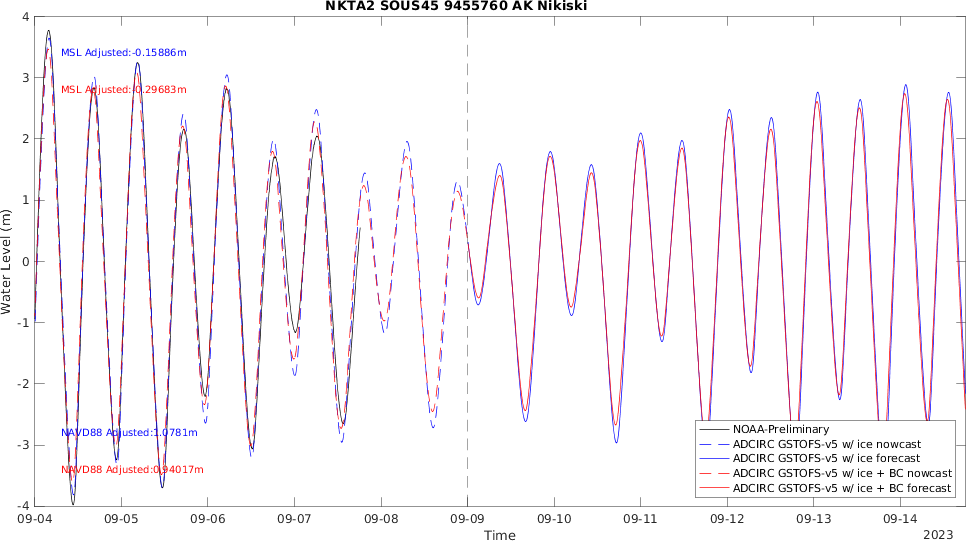 NKTA2 SOUS45 9455760 AK Nikiski
Water Level (m)
4
3
2
1
0
-1
-2
-3
-4
MSL Adjusted:-0.15886m
MSL Adjusted:-0.29683m
NAVD88 Adjusted:1.0781m
NAVD88 Adjusted:0.94017m
NOAA-Preliminary
ADCIRC GSTOFS-v5 w/ ice nowcast
ADCIRC GSTOFS-v5 w/ ice forecast
ADCIRC GSTOFS-v5 w/ ice + BC nowcast
ADCIRC GSTOFS-v5 w/ ice + BC forecast
09-04 09-05 09-06 09-07 09-08 09-09 09-10 09-11 09-12 09-13 09-14
Time
2023